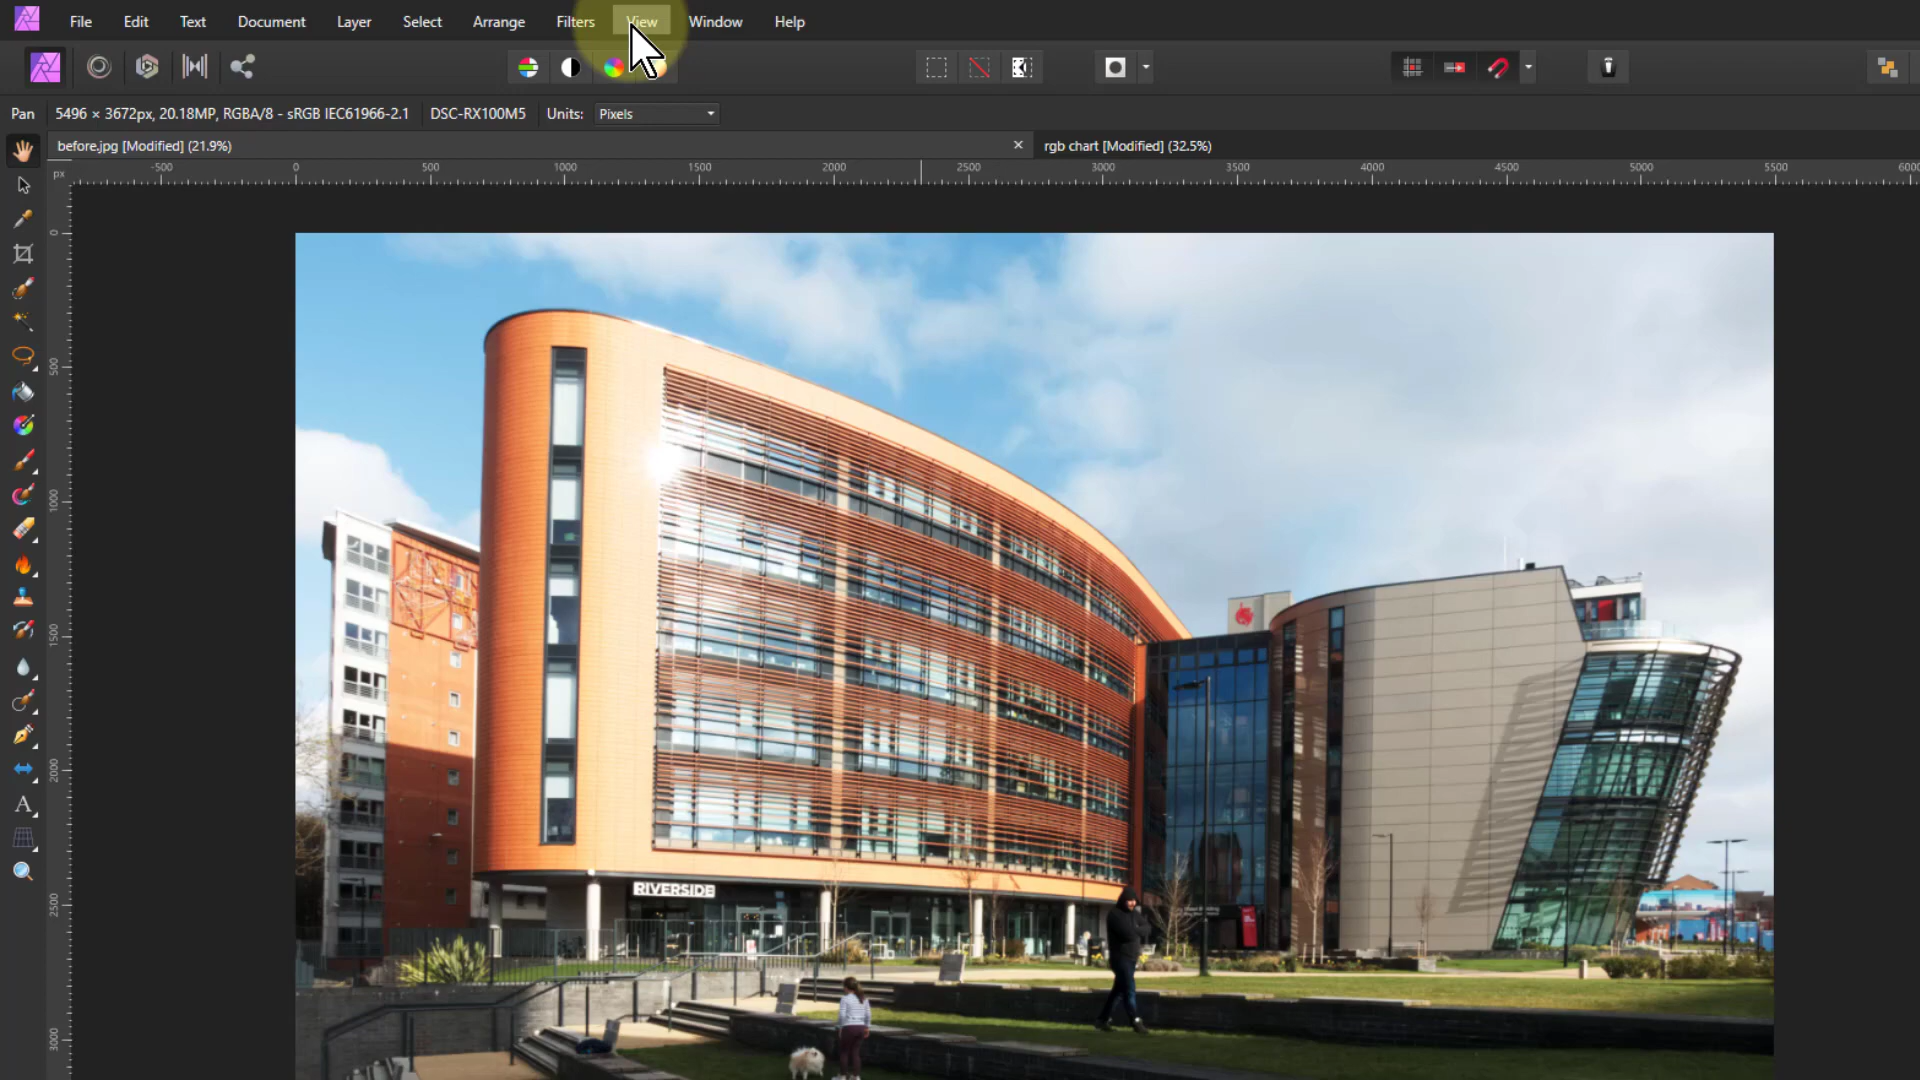 File Edit Text Document Layer Select Arrange Filters View Window Help
Pan 5496 × 3672px, 20.18MP, RGBA/8 - sRGB IEC61966-2.1 DSC-RX100M5 Units: Pixels
before.jpg [Modified] (21.9%) × rgb chart [Modified] (32.5%)
px -500 0 500 1000 1500 2000 2500 3000 3500 4000 4500 5000 5500 6000
0
500
1000
1500
2000
2500
3000
A
RIVERSIDE